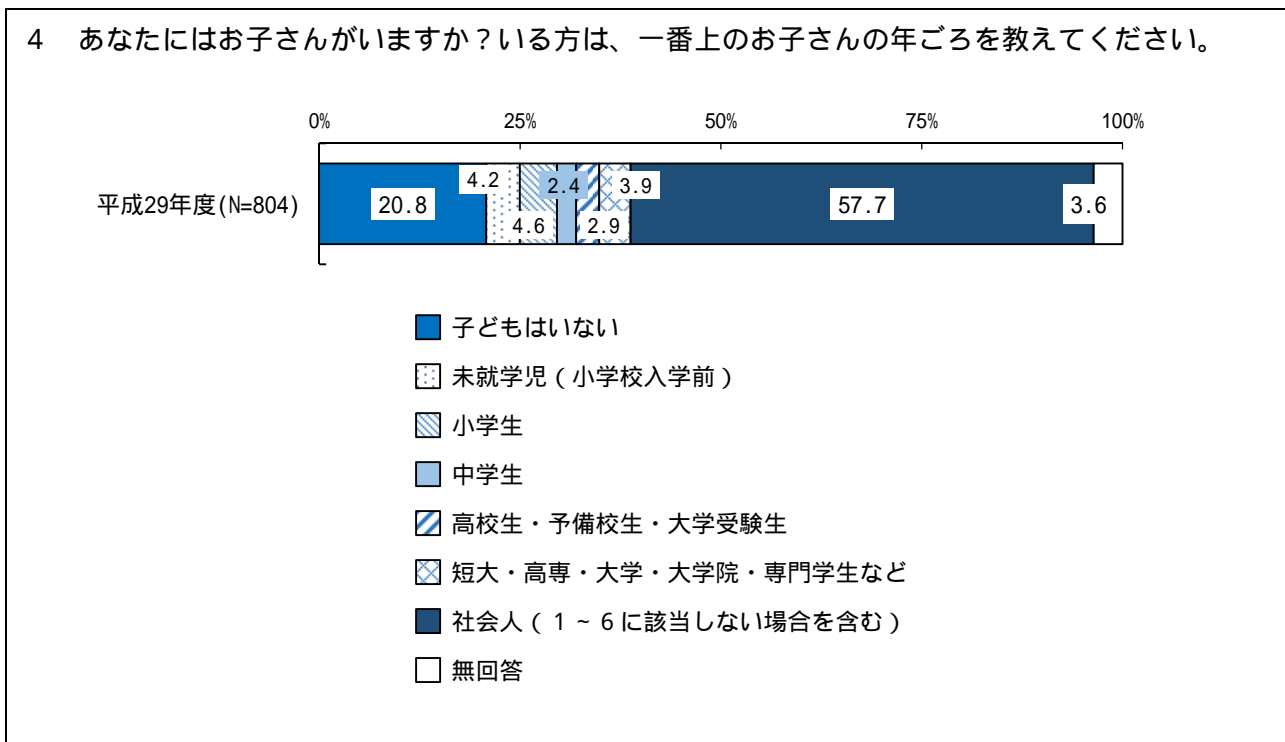 4 あなたにはお子さんがいますか？いる方は、一番上のお子さんの年ごろを教えてください。
0% 25% 50% 75% 100%
平成29年度(N=804)
20.8 4.2 4.6 2.4 2.9 3.9 57.7 3.6
子どもはいない
未就学児（小学校入学前）
小学生
中学生
高校生・予備校生・大学受験生
短大・高専・大学・大学院・専門学生など
社会人（1～6に該当しない場合を含む）
無回答